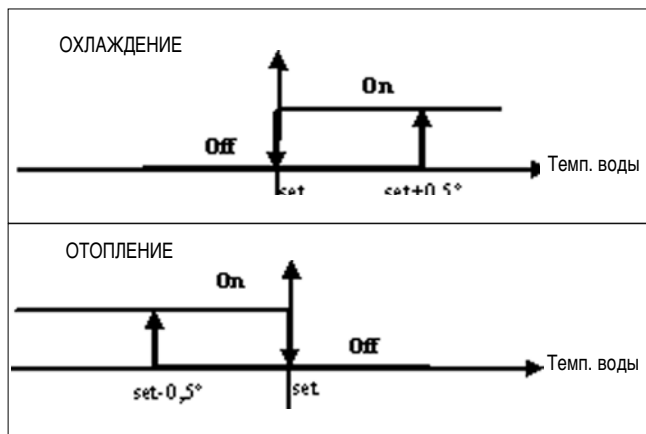 ОХЛАЖДЕНИЕ
On
Off
Темп. воды
set
set+0,5°
ОТОПЛЕНИЕ
On
Off
Темп. воды
set-0,5°
set